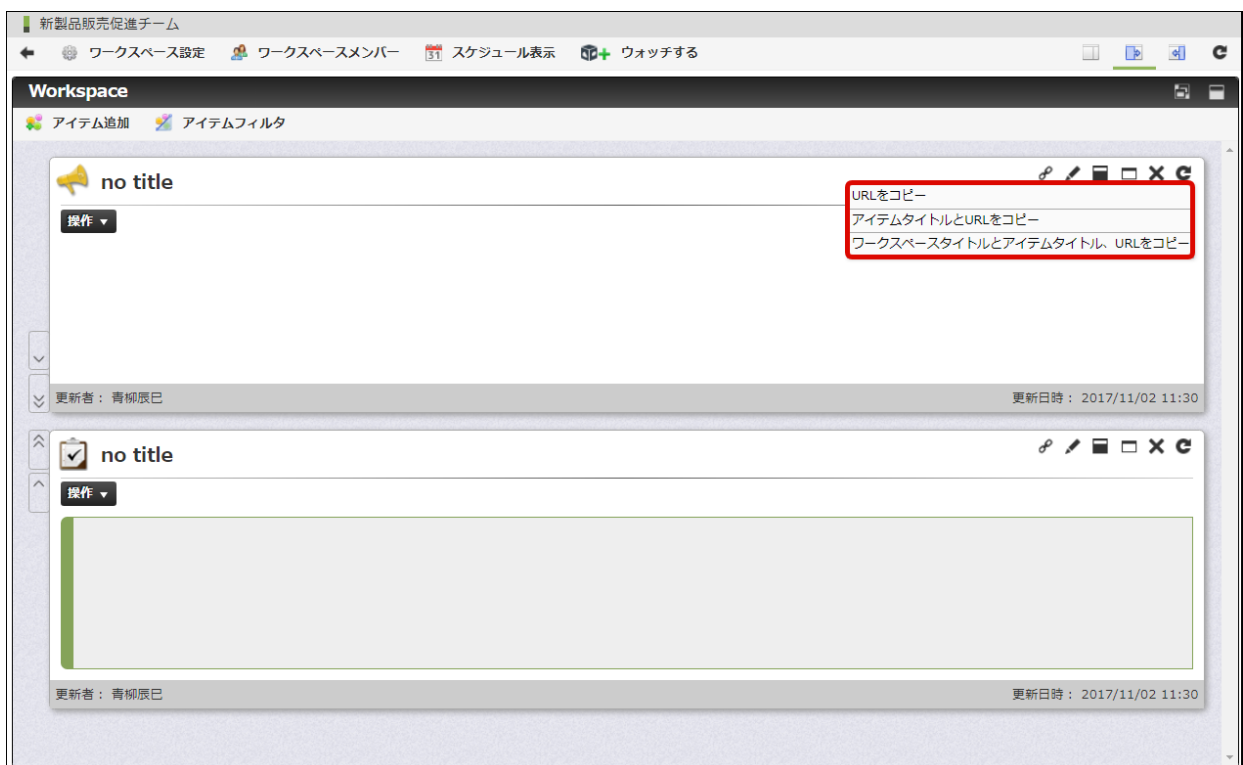 新製品販売促進チーム
ワークスペース設定 ワークスペースメンバー 31 スケジュール表示 ウォッチする
Workspace
アイテム追加 アイテムフィルタ
no title
URLをコピー
操作 ▼ アイテムタイトルとURLをコピー
ワークスペースタイトルとアイテムタイトル、URLをコピー
更新者： 青柳辰巳 更新日時： 2017/11/02 11:30
no title
操作 ▼
更新者： 青柳辰巳 更新日時： 2017/11/02 11:30